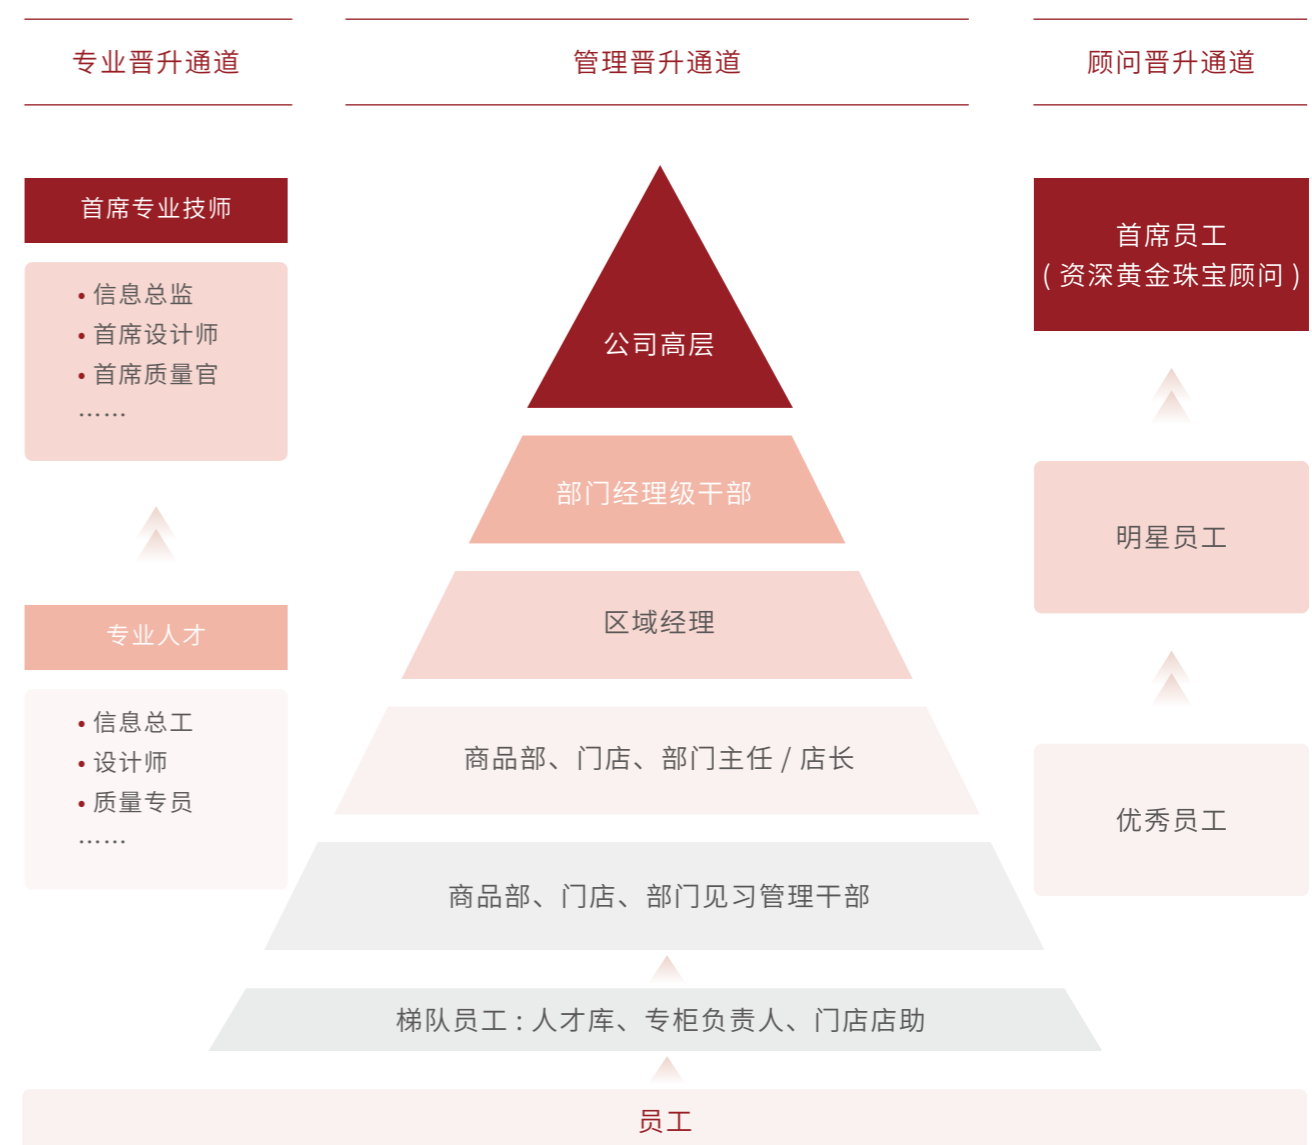 专业晋升通道
管理晋升通道
顾问晋升通道
首席专业技师
• 信息总监
• 首席设计师
• 首席质量官
……
专业人才
• 信息总工
• 设计师
• 质量专员
……
公司高层
部门经理级干部
区域经理
商品部、门店、部门主任 / 店长
商品部、门店、部门见习管理干部
梯队员工 : 人才库、专柜负责人、门店店助
首席员工
( 资深黄金珠宝顾问 )
明星员工
优秀员工
员工